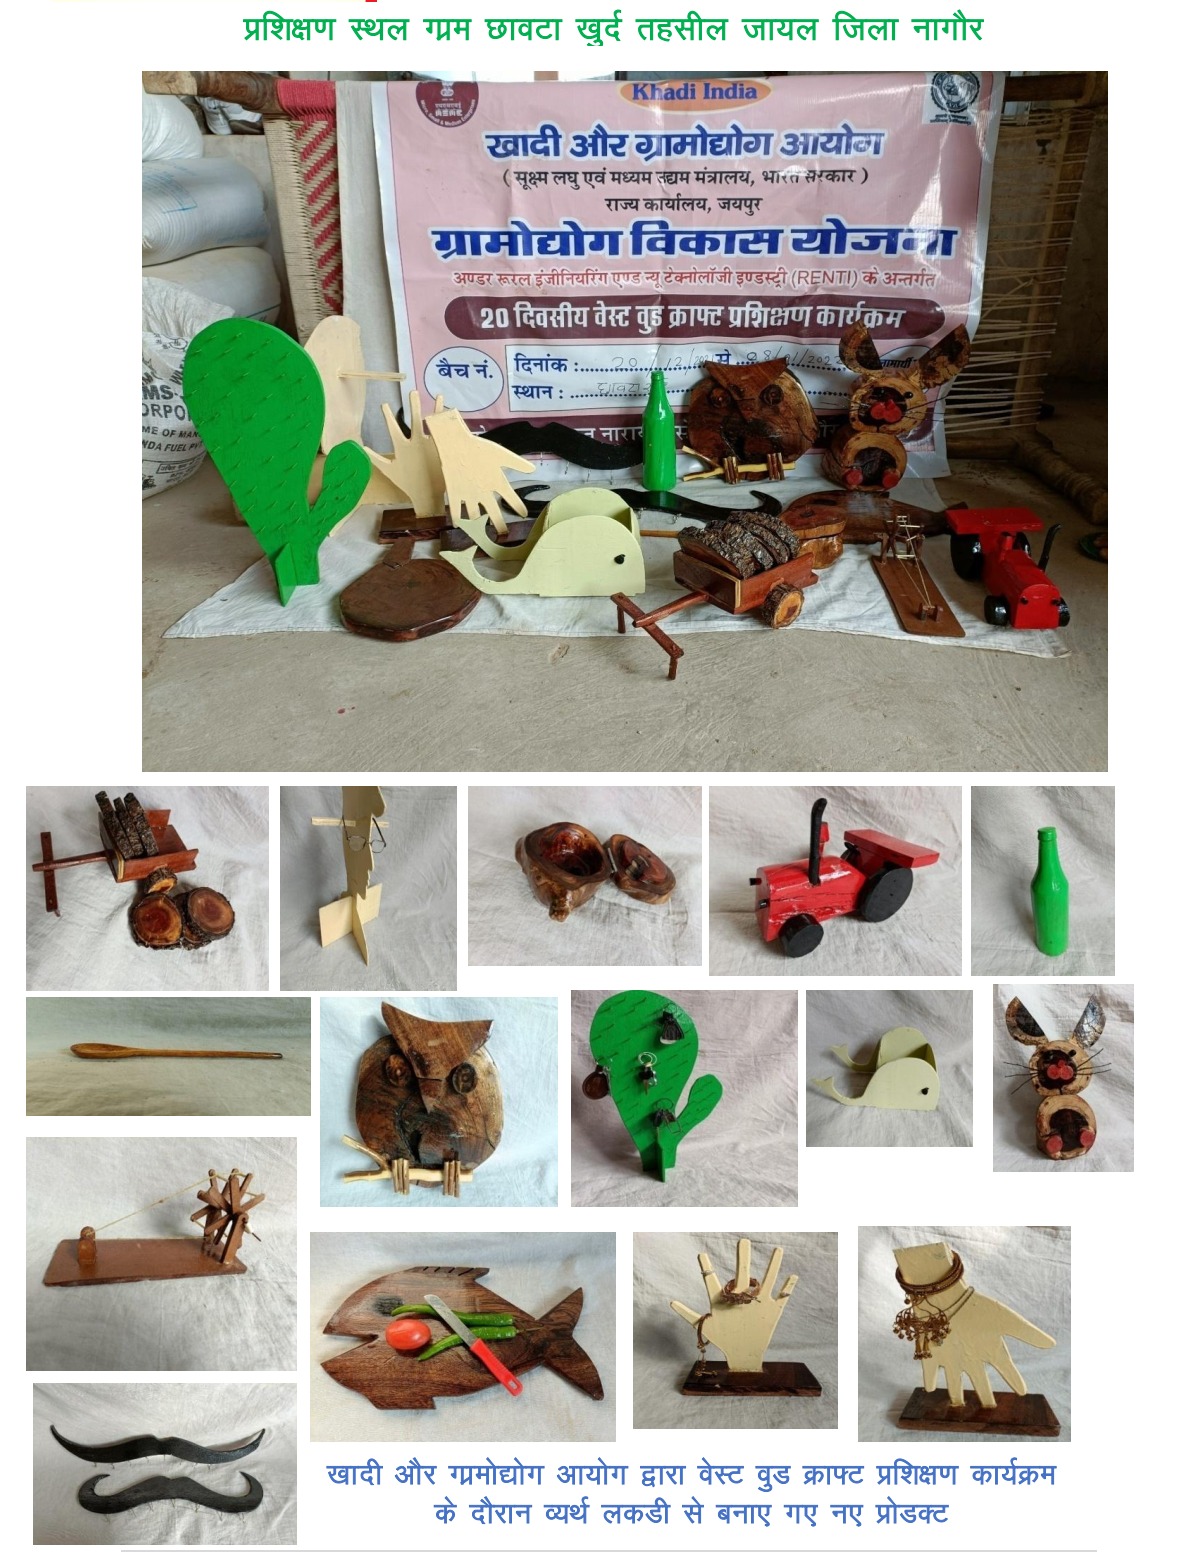 प्रशिक्षण स्थल ग्राम छावटा खुर्द तहसील जायल जिला नागौर
Khadi India
खादी और ग्रामोद्योग आयोग
( सूक्ष्म लघु एवं मध्यम उद्यम मंत्रालय, भारत सरकार )
राज्य कार्यालय, जयपुर
ग्रामोद्योग विकास योजना
अण्डर रूरल इंजीनियरिंग एण्ड न्यू टेक्नोलॉजी इण्डस्ट्री (RENTI) के अन्तर्गत
20 दिवसीय वेस्ट वुड क्राफ्ट प्रशिक्षण कार्यक्रम
बैच नं.
दिनांक : से
स्थान :
खादी और ग्रामोद्योग आयोग द्वारा वेस्ट वुड क्राफ्ट प्रशिक्षण कार्यक्रम
के दौरान व्यर्थ लकडी से बनाए गए नए प्रोडक्ट